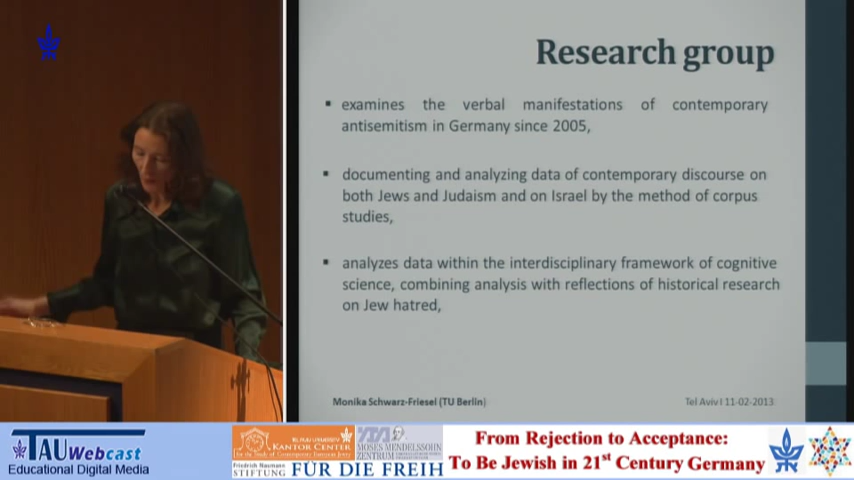 Research group
▪ examines the verbal manifestations of contemporary
antisemitism in Germany since 2005,
▪ documenting and analyzing data of contemporary discourse on
both Jews and Judaism and on Israel by the method of corpus
studies,
▪ analyzes data within the interdisciplinary framework of cognitive
science, combining analysis with reflections of historical research
on Jew hatred,
Monika Schwarz-Friesel (TU Berlin)
Tel Aviv I 11-02-2013
TAU Webcast
Educational Digital Media
KANTOR CENTER
Friedrich Naumann
STIFTUNG FÜR DIE FREIH
MOSES MENDELSSOHN
ZENTRUM
From Rejection to Acceptance:
To Be Jewish in 21st Century Germany